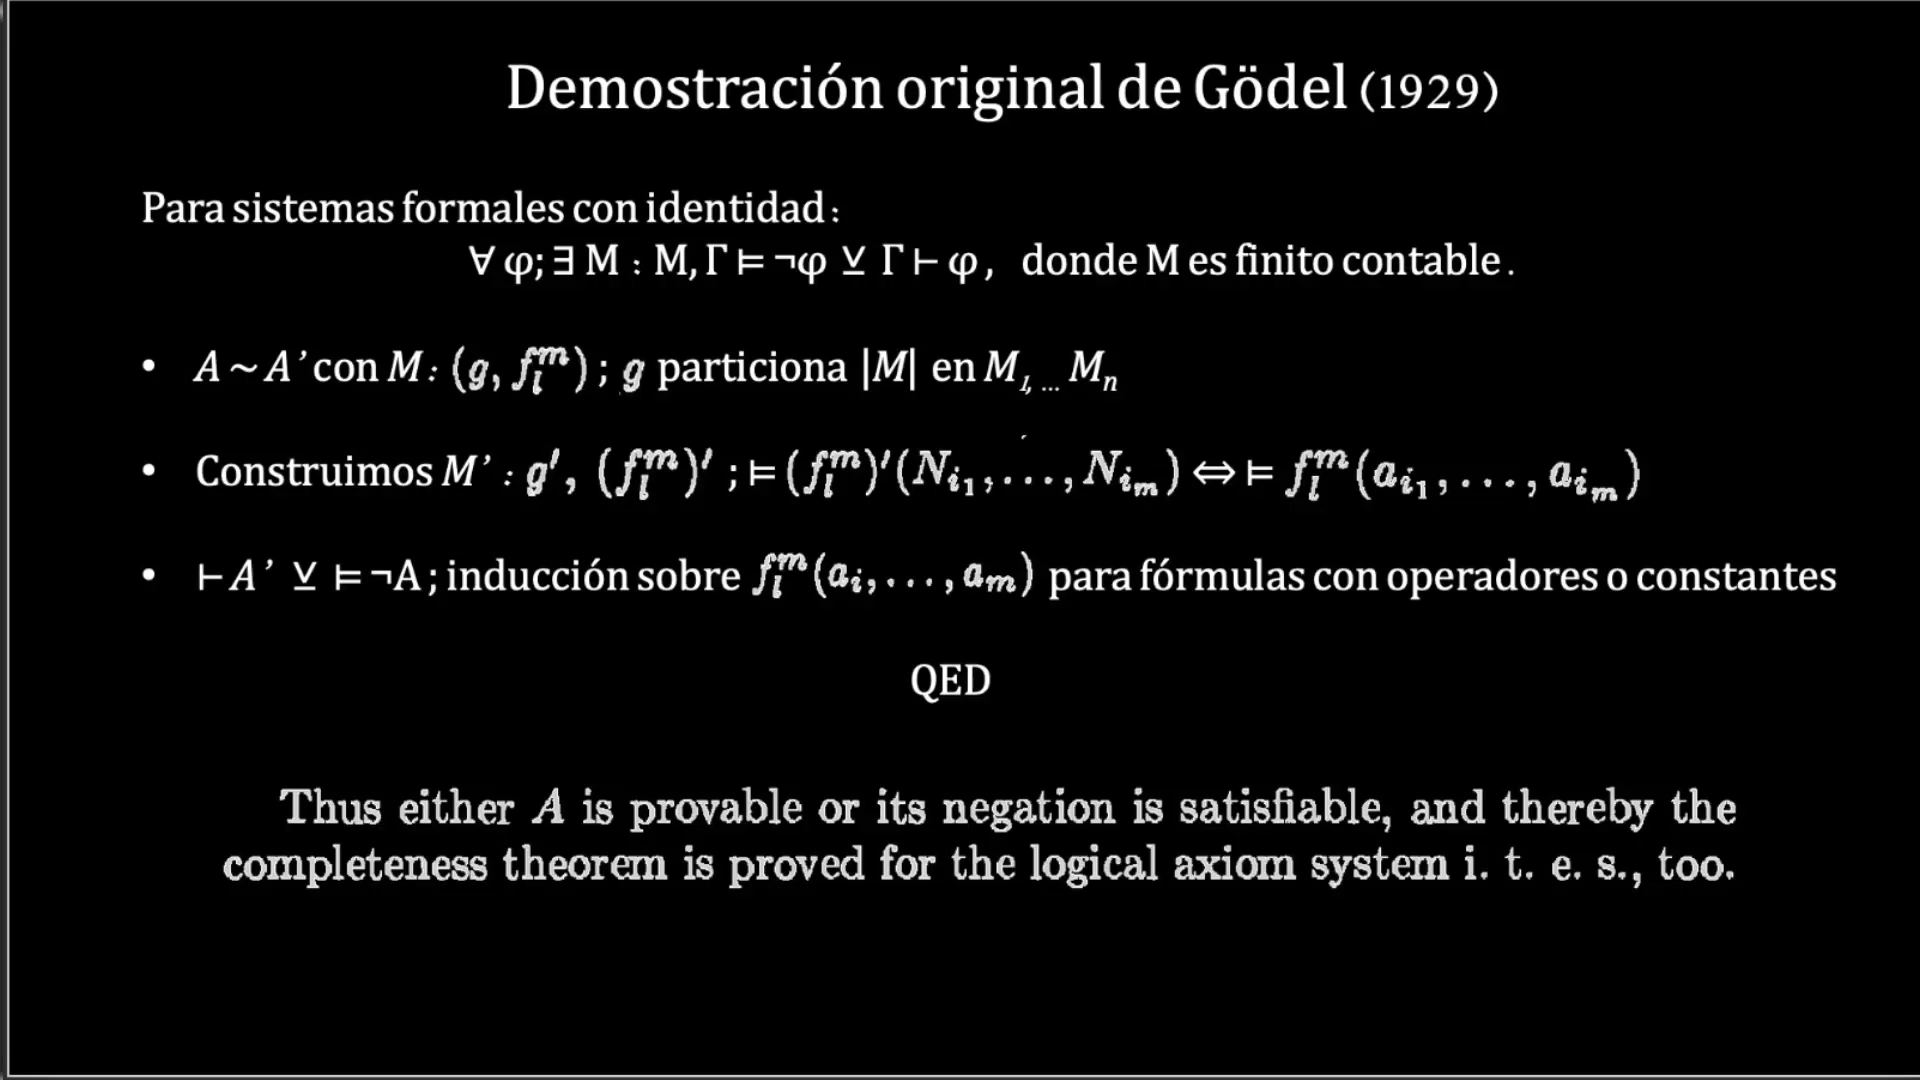 Demostración original de Gödel (1929)
Para sistemas formales con identidad:
∀ φ; ∃ M : M, Γ ⊨ ¬φ ⊻ Γ ⊢ φ , donde M es finito contable .
• A ~ A’ con M: (g, f_l^m) ; g particiona |M| en M_1, ... M_n
• Construimos M’ : g′, (f_l^m)′ ; ⊨ (f_l^m)′(N_{i_1}, . . . , N_{i_m}) ⇔ ⊨ f_l^m(a_{i_1}, . . . , a_{i_m})
• ⊢ A’ ⊻ ⊨ ¬A ; inducción sobre f_l^m(a_i, . . . , a_m) para fórmulas con operadores o constantes
QED
Thus either A is provable or its negation is satisfiable, and thereby the
completeness theorem is proved for the logical axiom system i. t. e. s., too.